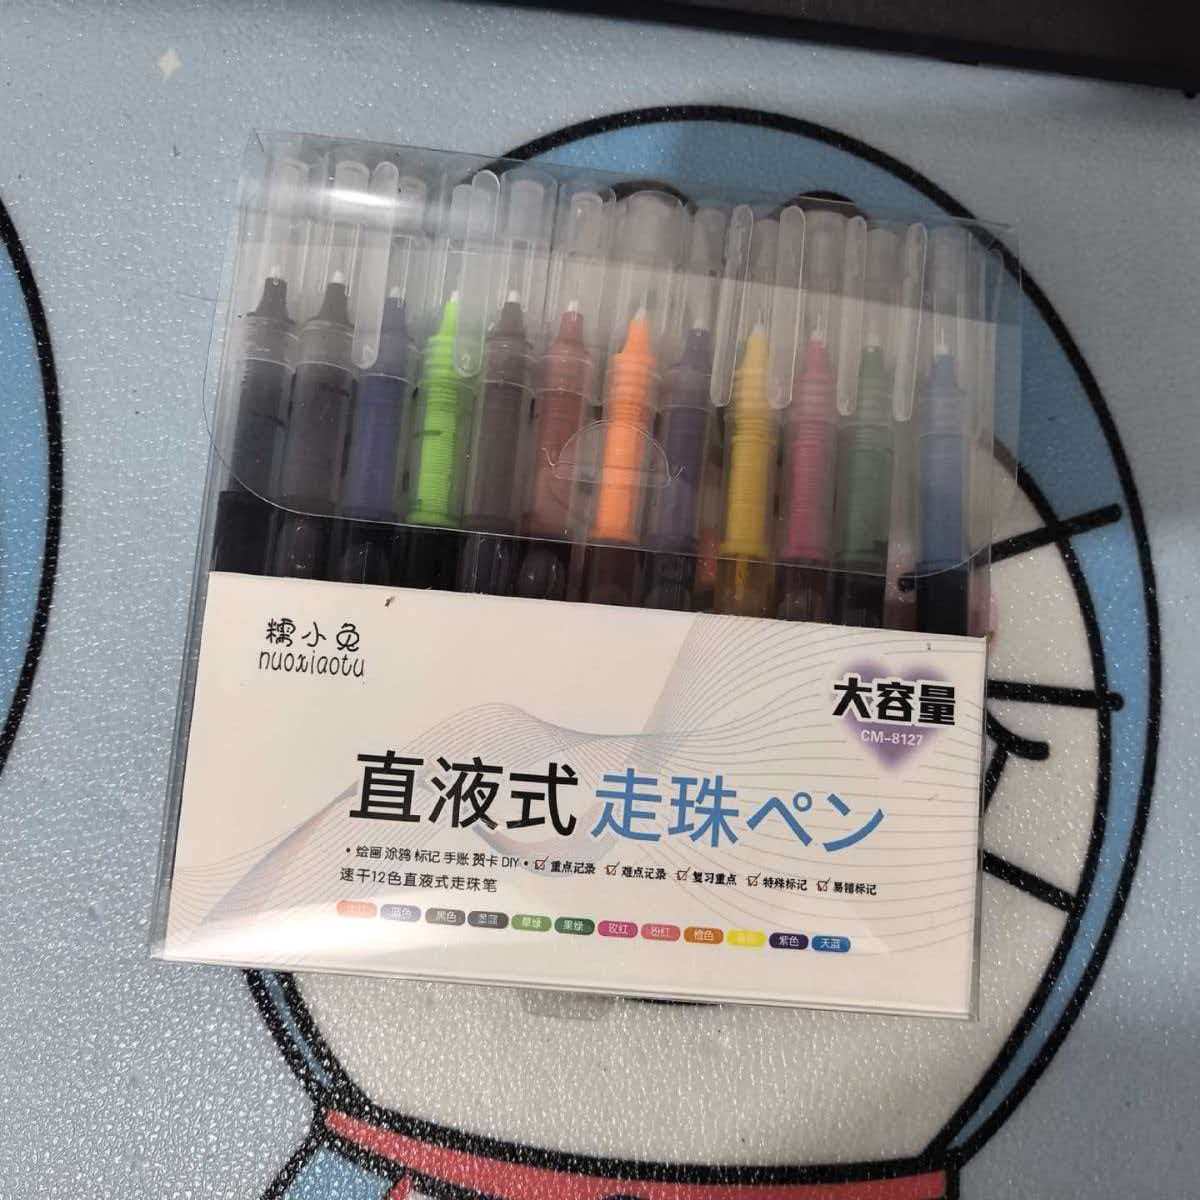 糯小兔
nuoxiaotu
大容量
CM-8127
直液式 走珠ペン
• 绘画 涂鸦 标记 手账 贺卡 DIY • ☑ 重点记录 ☑ 难点记录 ☑ 复习重点 ☑ 特殊标记 ☑ 易错标记
速干12色直液式走珠笔
蓝色 黑色 墨蓝 草绿 果绿 玫红 粉红 橙色 紫色 天蓝